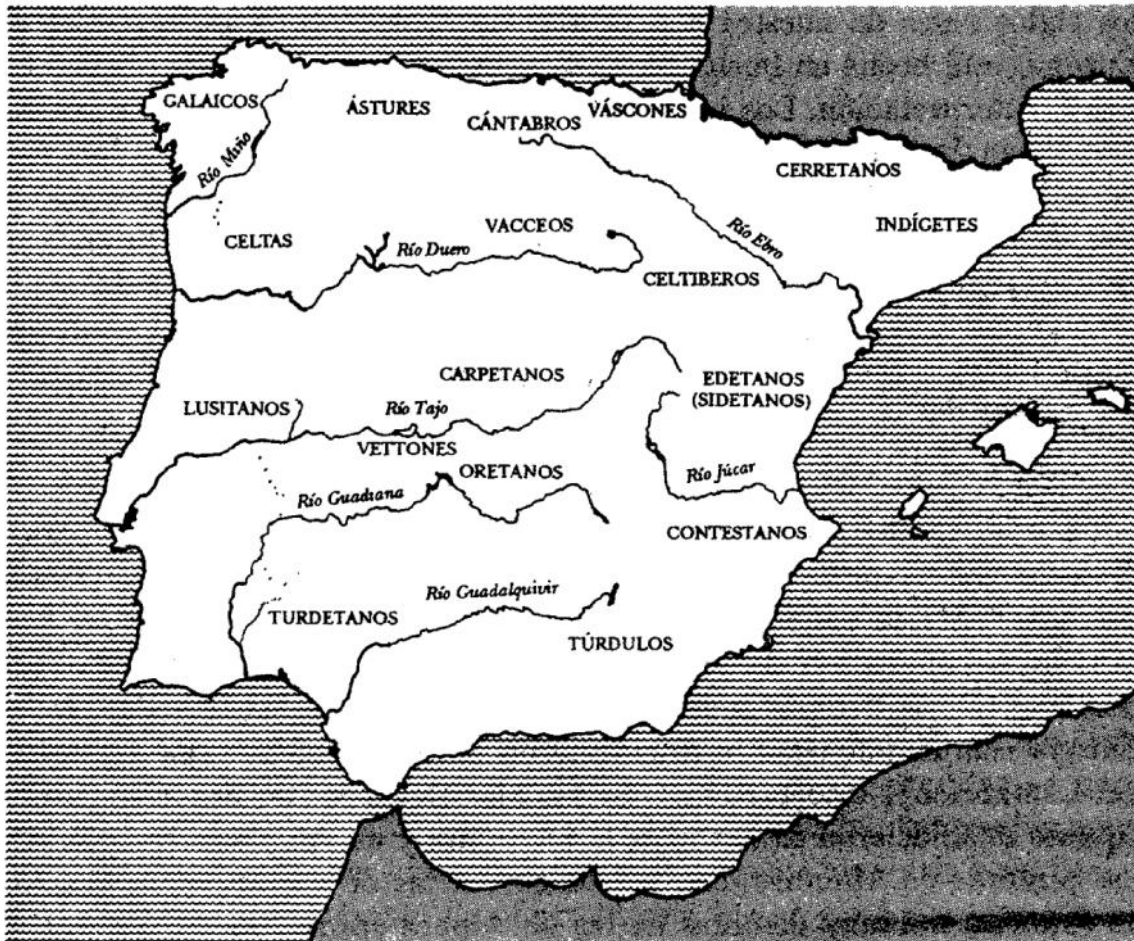 GALAICOS
ÁSTURES
CÁNTABROS
VÁSCONES
Río Miño
CERRETANOS
INDÍGETES
CELTAS
VACCEOS
Río Duero
Río Ebro
CELTIBEROS
CARPETANOS
EDETANOS
(SIDETANOS)
LUSITANOS
Río Tajo
VETTONES
ORETANOS
Río Guadiana
Río Júcar
CONTESTANOS
Río Guadalquivir
TURDETANOS
TÚRDULOS